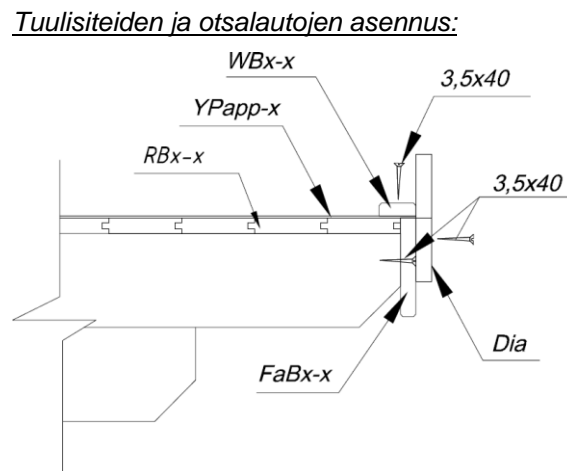 Tuulisiteiden ja otsalautojen asennus:
WBx-x
3,5x40
YPapp-x
RBx-x
3,5x40
Dia
FaBx-x